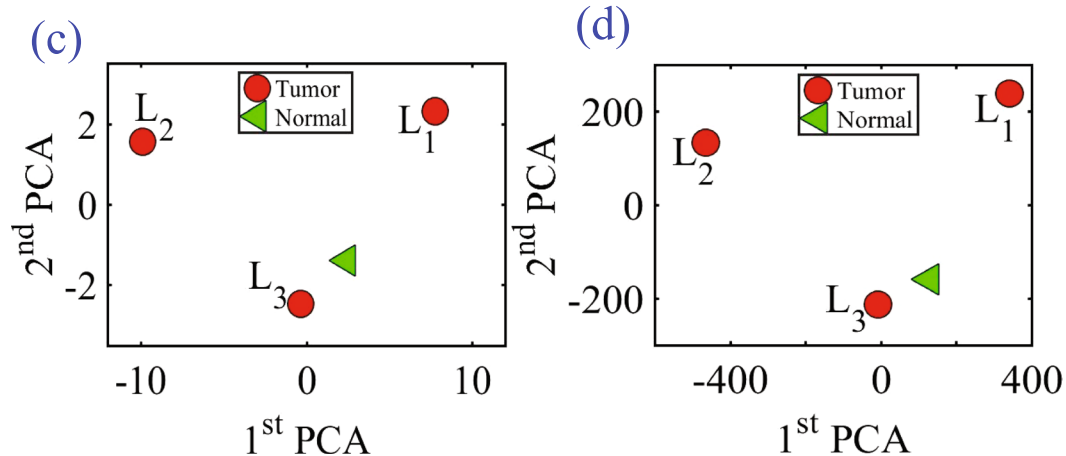 (c)
Tumor
Normal
L2
L1
L3
2
0
-2
2nd PCA
-10
0
10
1st PCA
(d)
Tumor
Normal
L1
L2
L3
200
0
-200
2nd PCA
-400
0
400
1st PCA